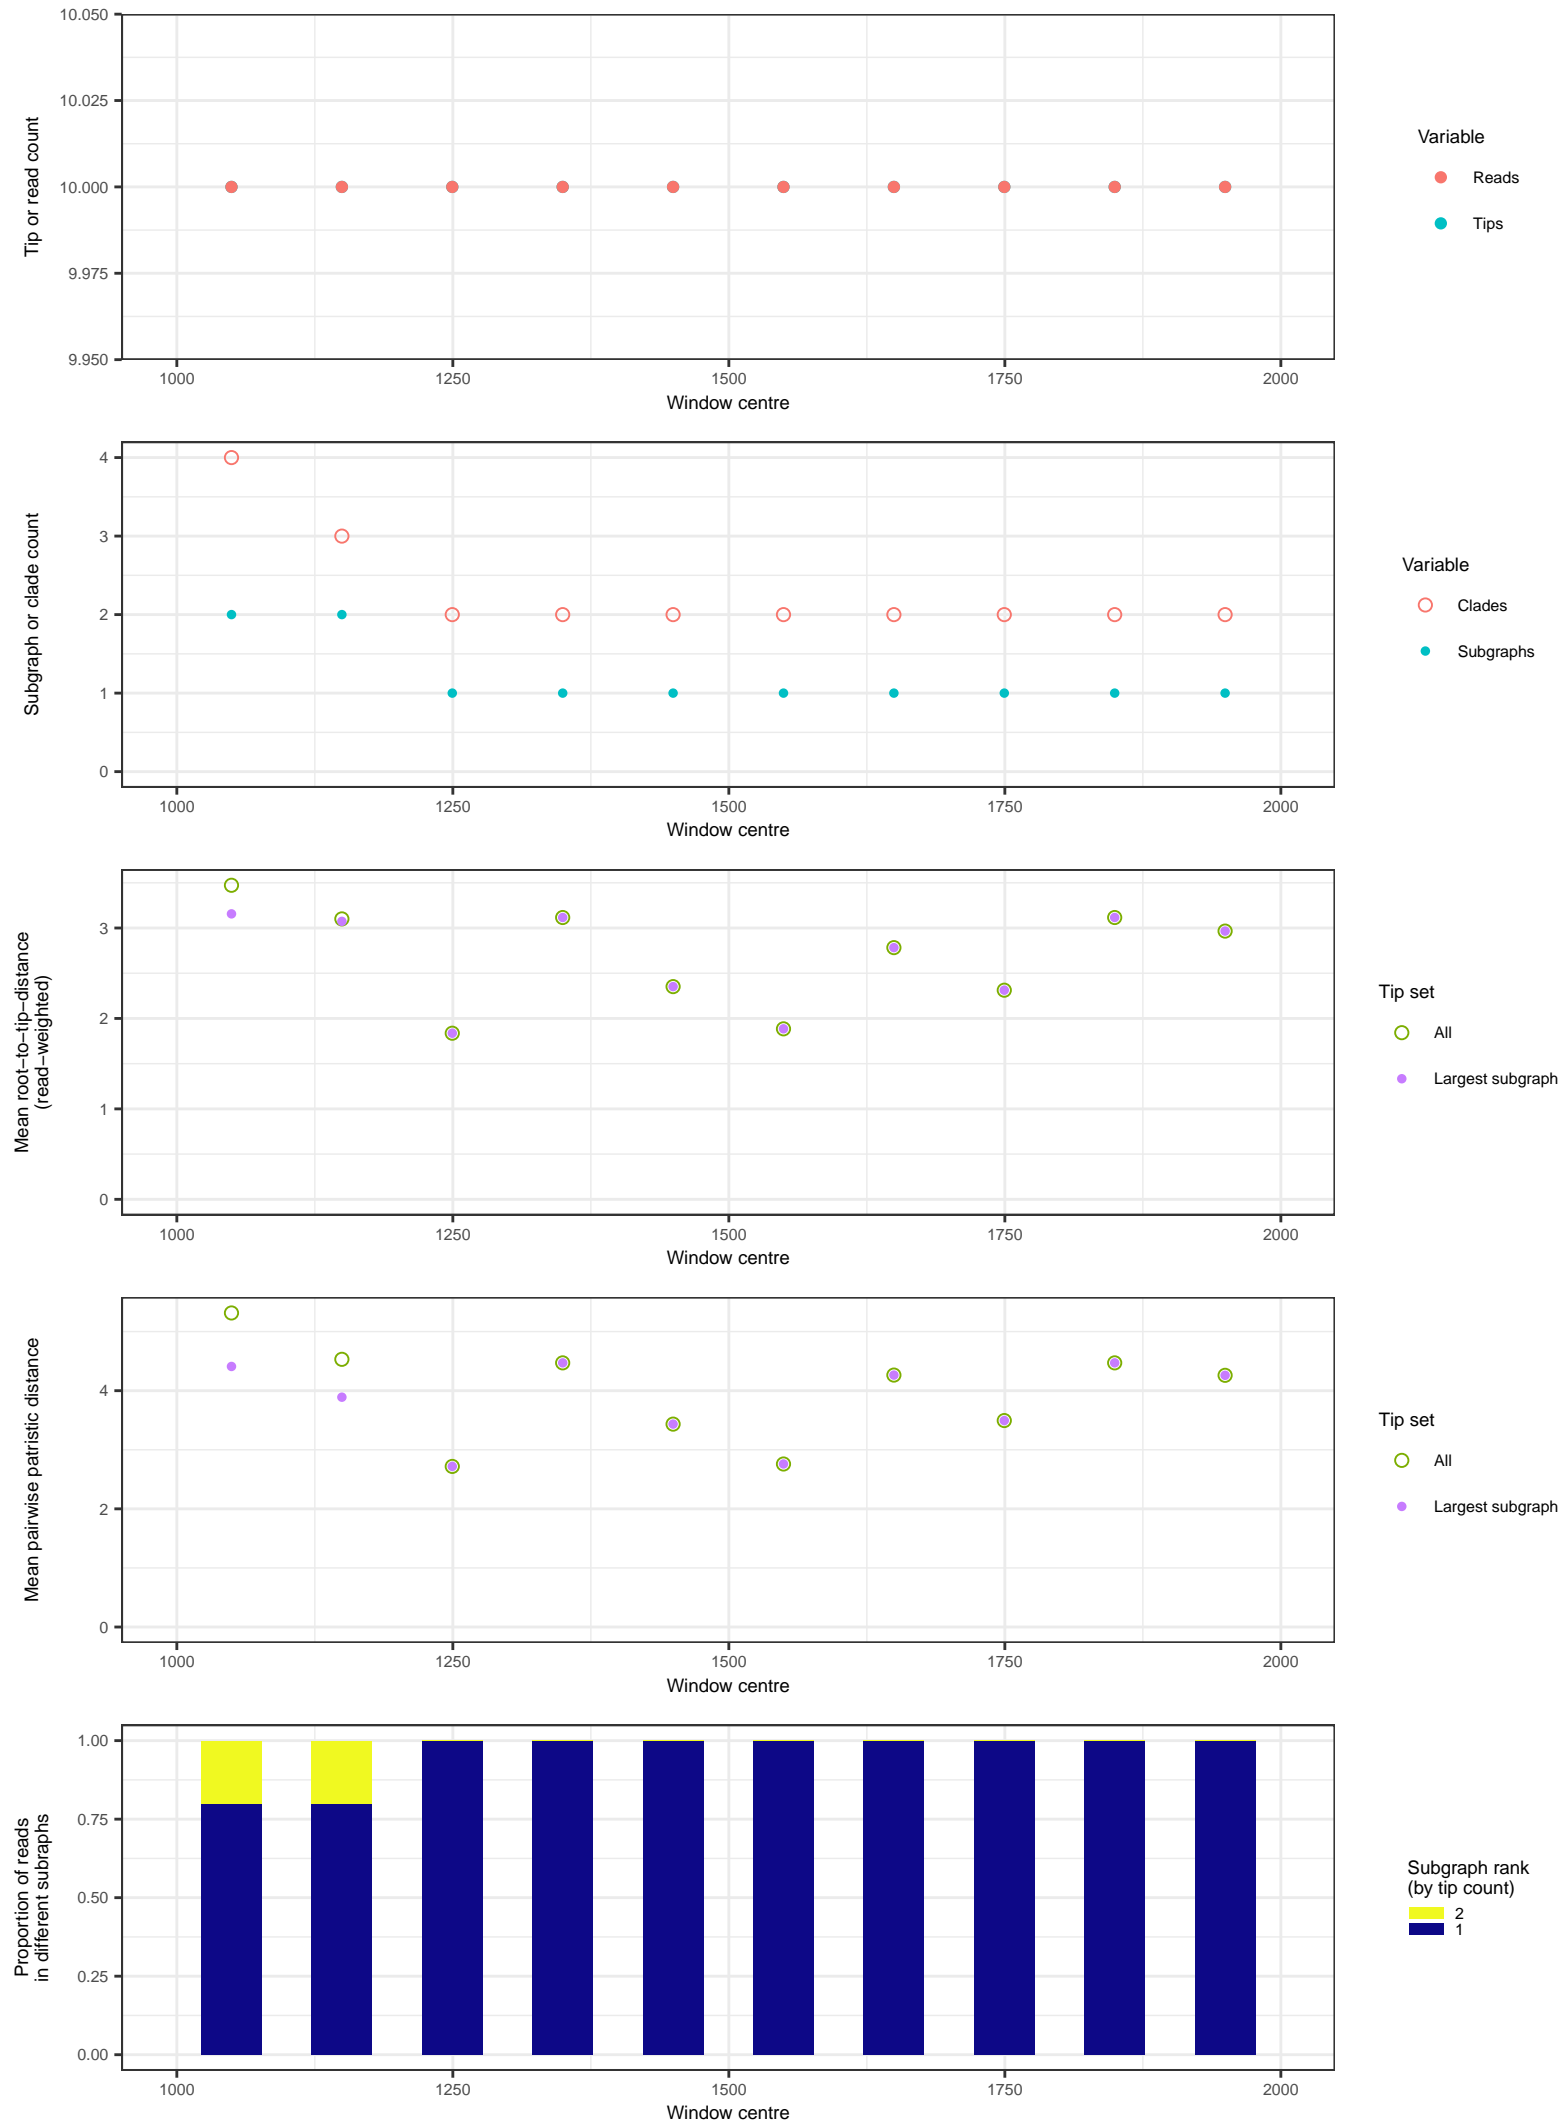 10.050
10.025
10.000
9.975
9.950
Tip or read count
1000 1250 1500 1750 2000
Window centre
Variable
Reads
Tips
4
3
2
1
0
Subgraph or clade count
1000 1250 1500 1750 2000
Window centre
Variable
Clades
Subgraphs
3
2
1
0
Mean root−to−tip−distance
(read−weighted)
1000 1250 1500 1750 2000
Window centre
Tip set
All
Largest subgraph
4
2
0
Mean pairwise patristic distance
1000 1250 1500 1750 2000
Window centre
Tip set
All
Largest subgraph
1.00
0.75
0.50
0.25
0.00
Proportion of reads
in different subraphs
1000 1250 1500 1750 2000
Window centre
Subgraph rank
(by tip count)
2
1